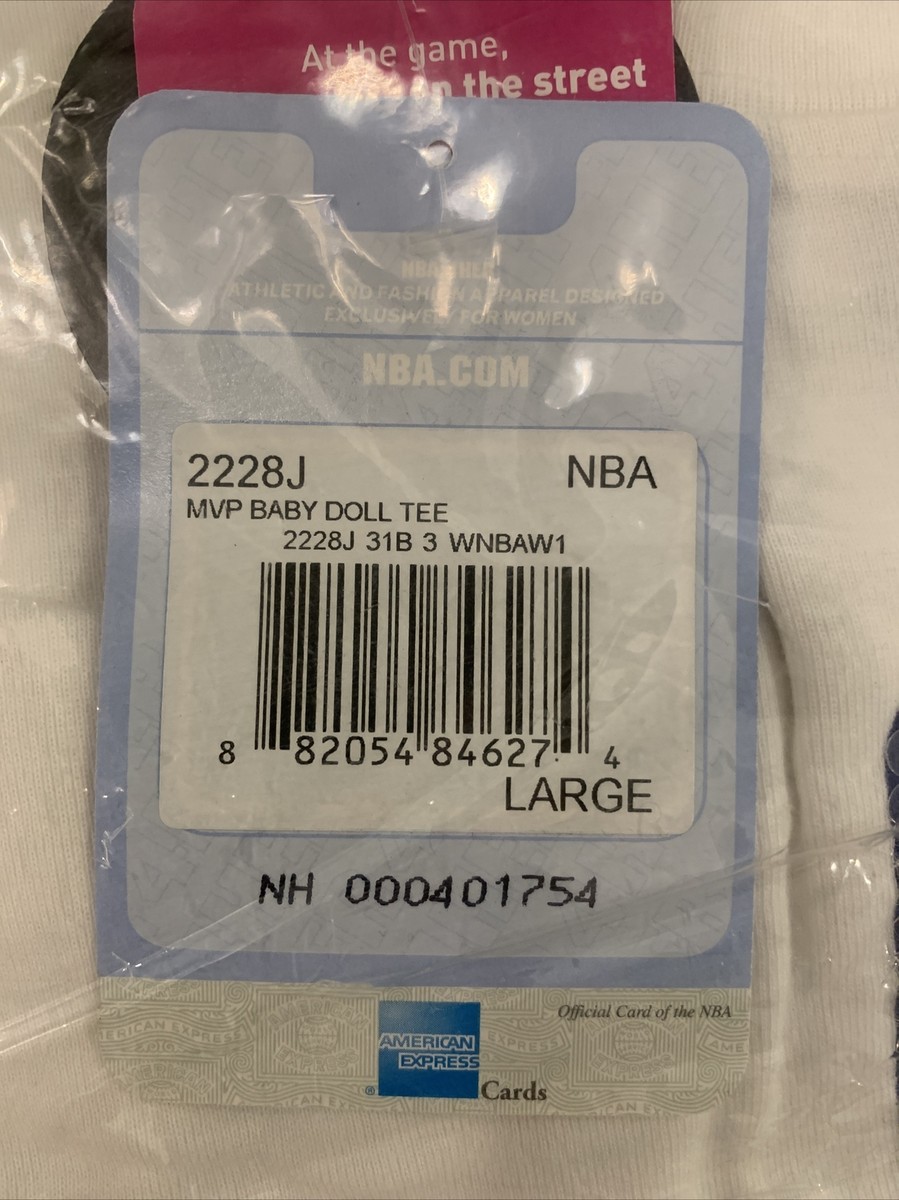 At the game,
on the street
NBA4HER
ATHLETIC AND FASHION APPAREL DESIGNED
EXCLUSIVELY FOR WOMEN
NBA.COM
2228J NBA
MVP BABY DOLL TEE
2228J 31B 3 WNBAW1
8 82054 84627 4
LARGE
NH 000401754
Official Card of the NBA
AMERICAN
EXPRESS
® Cards